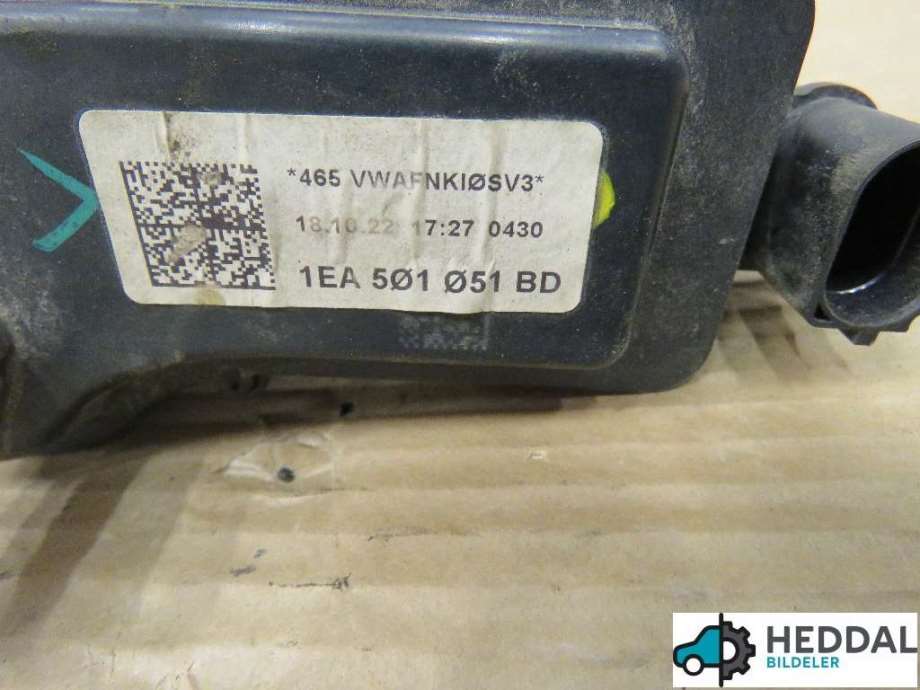 *465 VWAFNKIØSV3*
18.10.22 17:27 0430
1EA 5Ø1 Ø51 BD
HEDDAL
BILDELER